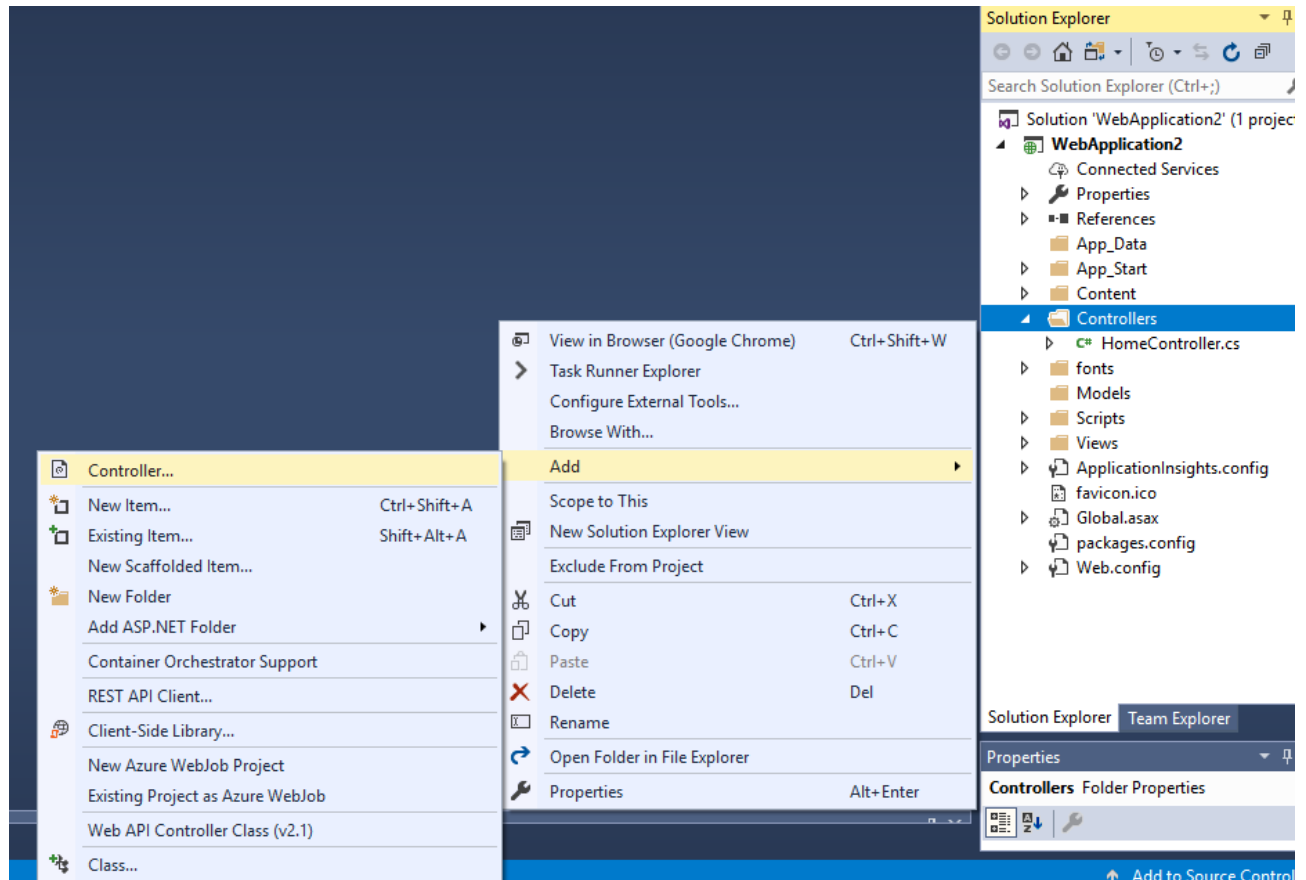 Solution Explorer
Search Solution Explorer (Ctrl+;)
Solution 'WebApplication2' (1 projec
WebApplication2
Connected Services
Properties
References
App_Data
App_Start
Content
Controllers
C# HomeController.cs
fonts
Models
Scripts
Views
ApplicationInsights.config
favicon.ico
Global.asax
packages.config
Web.config
Solution Explorer Team Explorer
Properties
Controllers Folder Properties
View in Browser (Google Chrome) Ctrl+Shift+W
Task Runner Explorer
Configure External Tools...
Browse With...
Add
Scope to This
New Solution Explorer View
Exclude From Project
Cut Ctrl+X
Copy Ctrl+C
Paste Ctrl+V
Delete Del
Rename
Open Folder in File Explorer
Properties Alt+Enter
Controller...
New Item... Ctrl+Shift+A
Existing Item... Shift+Alt+A
New Scaffolded Item...
New Folder
Add ASP.NET Folder
Container Orchestrator Support
REST API Client...
Client-Side Library...
New Azure WebJob Project
Existing Project as Azure WebJob
Web API Controller Class (v2.1)
Class...
Add to Source Control